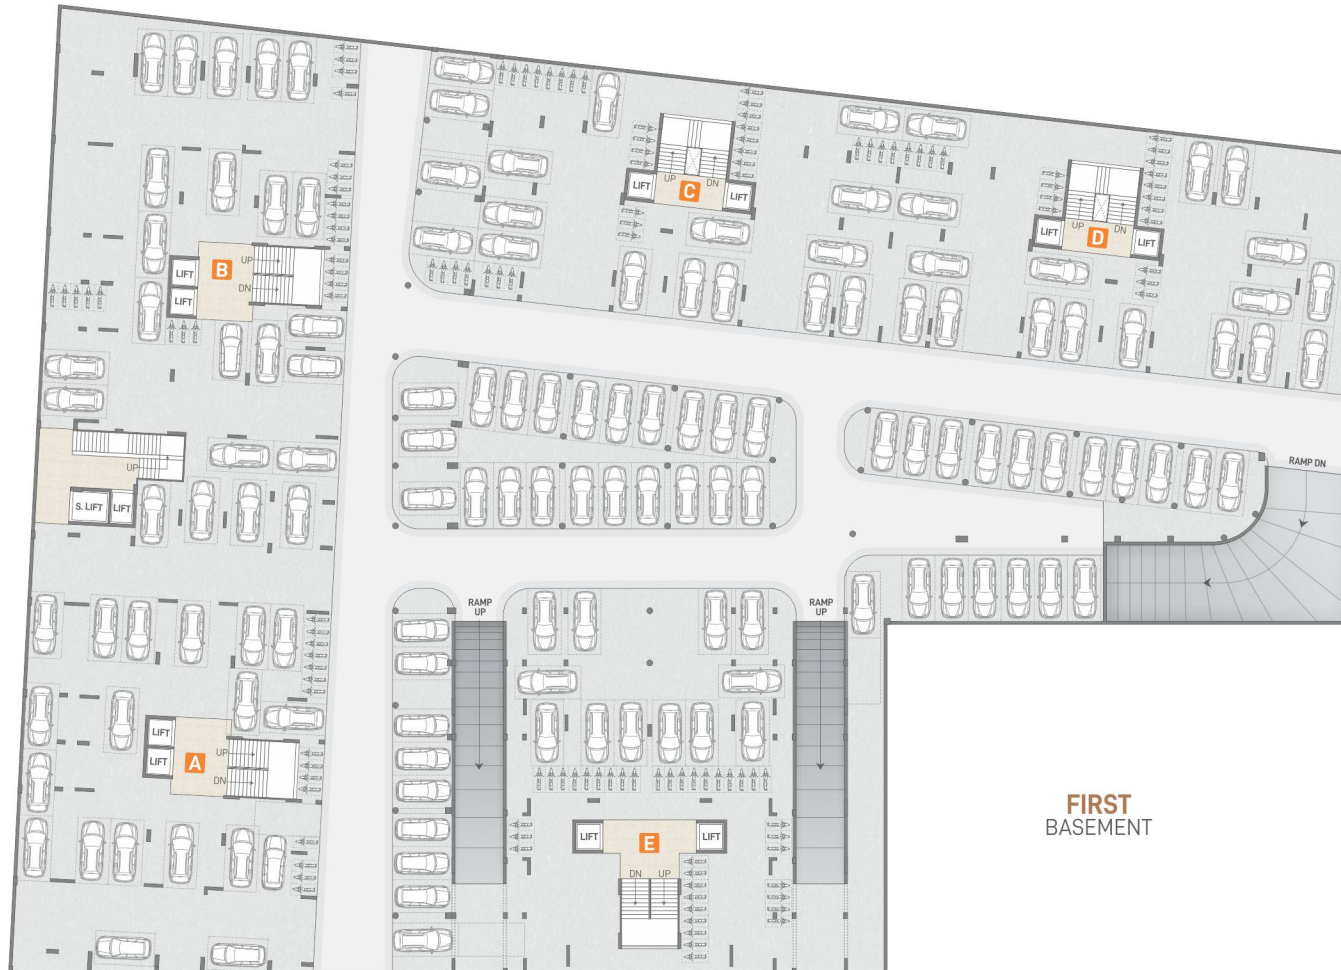 C
UP
DN
LIFT
LIFT
D
UP
DN
LIFT
LIFT
B
UP
DN
LIFT
LIFT
UP
S. LIFT
LIFT
RAMP DN
RAMP
UP
RAMP
UP
LIFT
LIFT
A
UP
DN
LIFT
E
LIFT
DN
UP
FIRST
BASEMENT